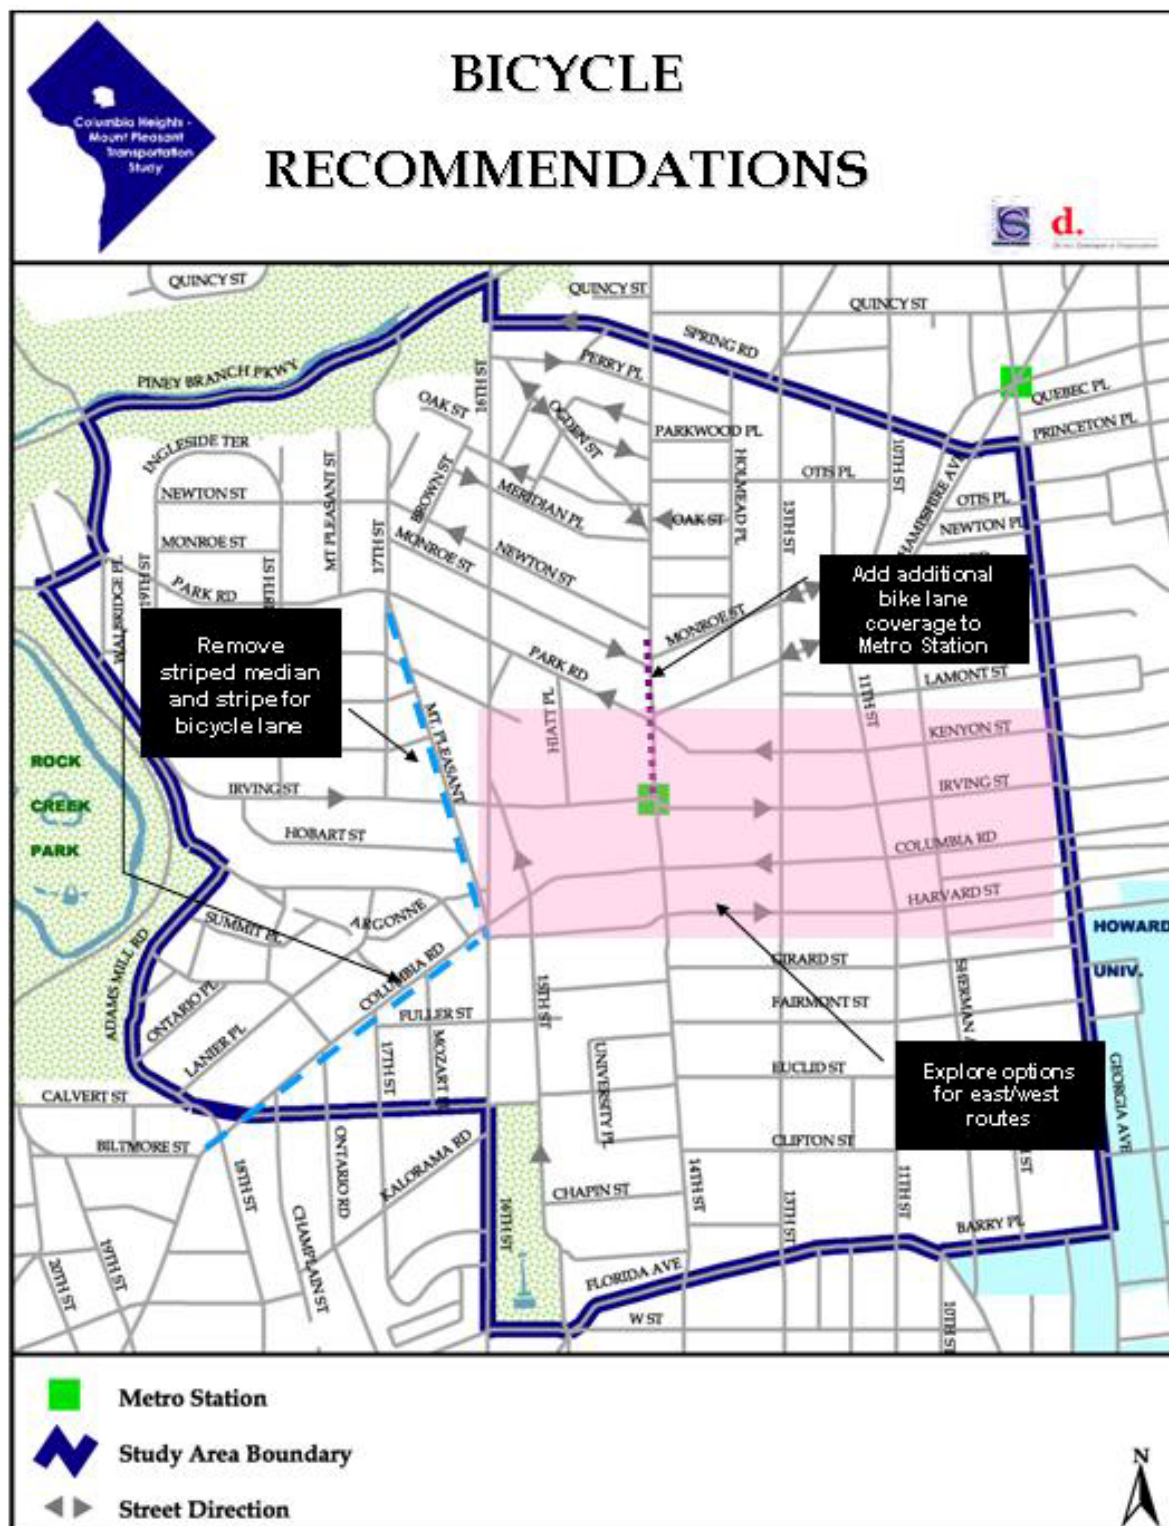 BICYCLE
RECOMMENDATIONS
Columbia Heights -
Mount Pleasant
Transportation
Study
d.
QUINCY ST
QUINCY ST
QUINCY ST
SPRING RD
PINEY BRANCH PKWY
16TH ST
PERRY PL
QUEBEC PL
PRINCETON PL
OAK ST
OGDEN ST
PARKWOOD PL
INGLESIDE TER
MT PLEASANT ST
BROWN ST
MERIDIAN PL
HOLMEAD PL
OTIS PL
10TH ST
HAMPSHIRE AVE
OTIS PL
NEWTON PL
NEWTON ST
OAK ST
13TH ST
MONROE ST
17TH ST
MONROE ST
NEWTON ST
WALBRIDGE PL
19TH ST
18TH ST
PARK RD
Add additional
bike lane
coverage to
Metro Station
MONROE ST
Remove
striped median
and stripe for
bicycle lane
PARK RD
LAMONT ST
11TH ST
HIATT PL
MT. PLEASANT
KENYON ST
ROCK
CREEK
PARK
IRVING ST
IRVING ST
HOBART ST
COLUMBIA RD
HARVARD ST
ARGONNE
SUMMIT PL
HOWARD
UNIV.
ADAMS MILL RD
COLUMBIA RD
GIRARD ST
SHERMAN A
ONTARIO PL
FAIRMONT ST
15TH ST
FULLER ST
LANIER PL
17TH ST
MOZART
UNIVERSITY PL
EUCLID ST
Explore options
for east/west
routes
GEORGIA AVE
CALVERT ST
BILTMORE ST
ONTARIO RD
KALORAMA RD
CLIFTON ST
18TH ST
CHAPIN ST
14TH ST
13TH ST
11TH ST
16TH ST
CHAMPLAIN ST
BARRY PL
20TH ST
19TH ST
FLORIDA AVE
W ST
10TH ST
Metro Station
Study Area Boundary
Street Direction
N